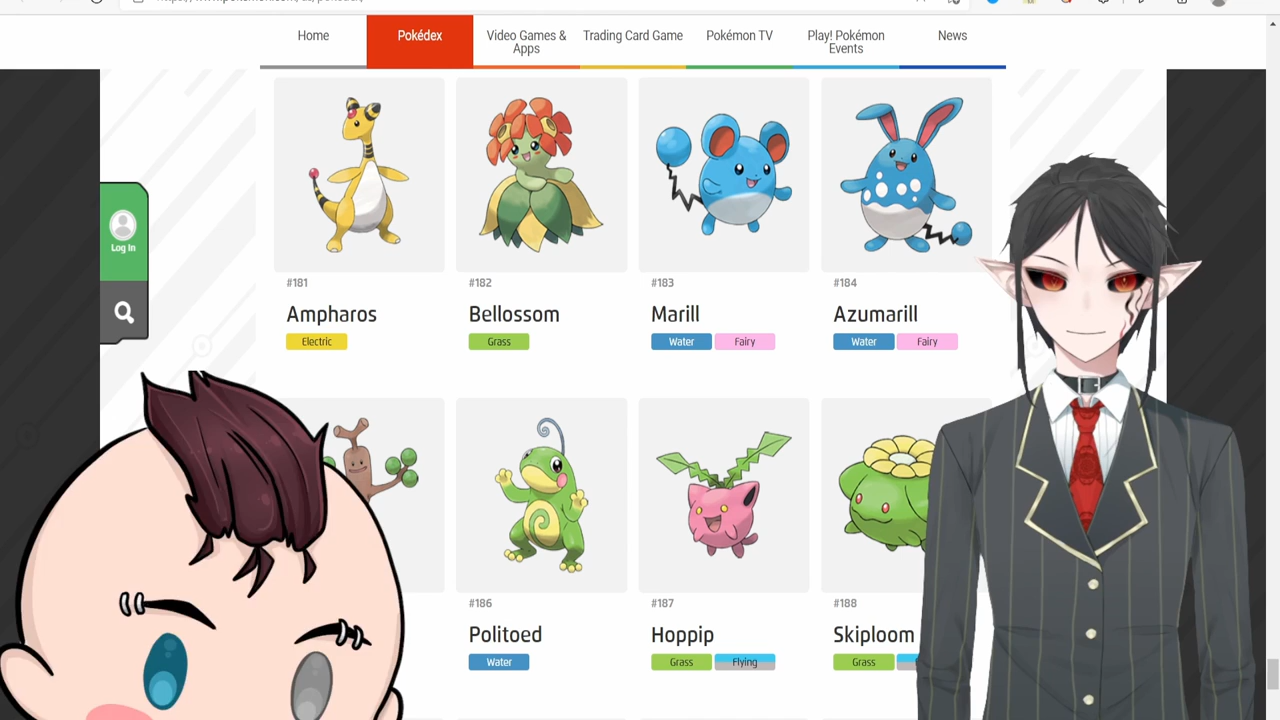 Home
Pokédex
Video Games &
Apps
Trading Card Game
Pokémon TV
Play! Pokémon
Events
News
Log In
#181
#182
#183
#184
Ampharos
Bellossom
Marill
Azumarill
Electric
Grass
Water
Fairy
Water
Fairy
#186
#187
#188
Politoed
Hoppip
Skiploom
Water
Grass
Flying
Grass